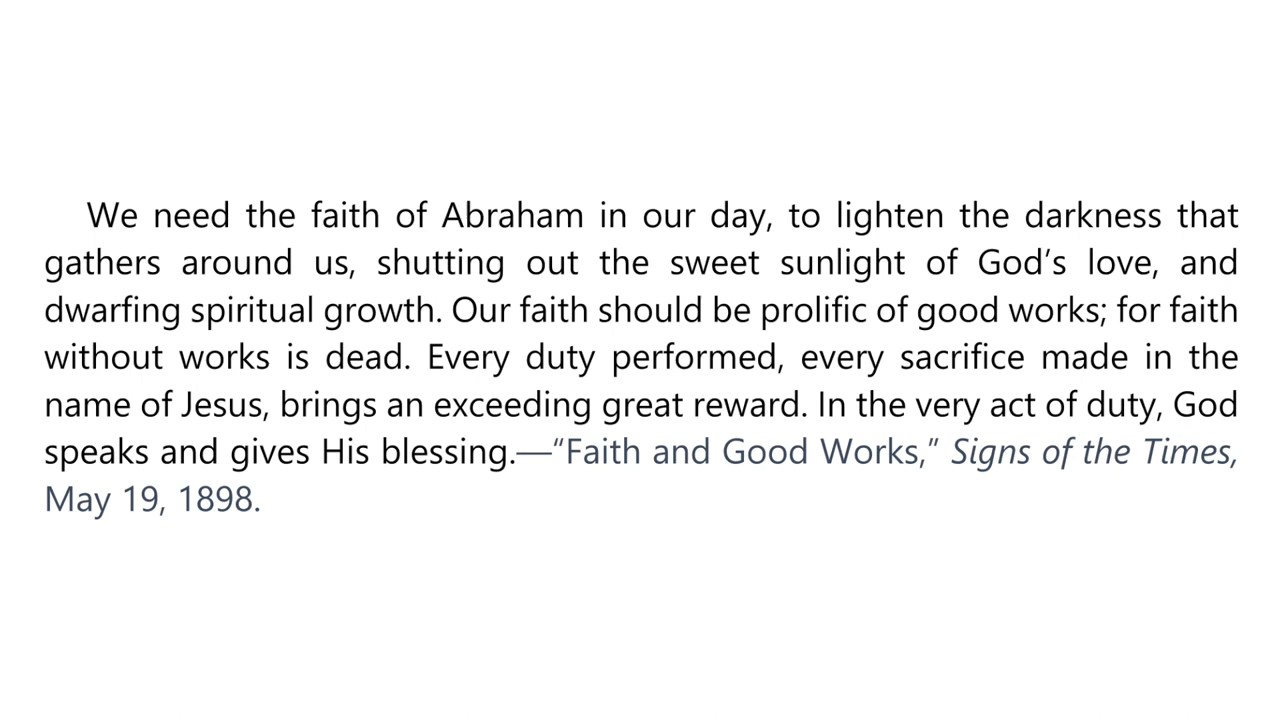 We need the faith of Abraham in our day, to lighten the darkness that
gathers around us, shutting out the sweet sunlight of God’s love, and
dwarfing spiritual growth. Our faith should be prolific of good works; for faith
without works is dead. Every duty performed, every sacrifice made in the
name of Jesus, brings an exceeding great reward. In the very act of duty, God
speaks and gives His blessing.—“Faith and Good Works,” Signs of the Times,
May 19, 1898.